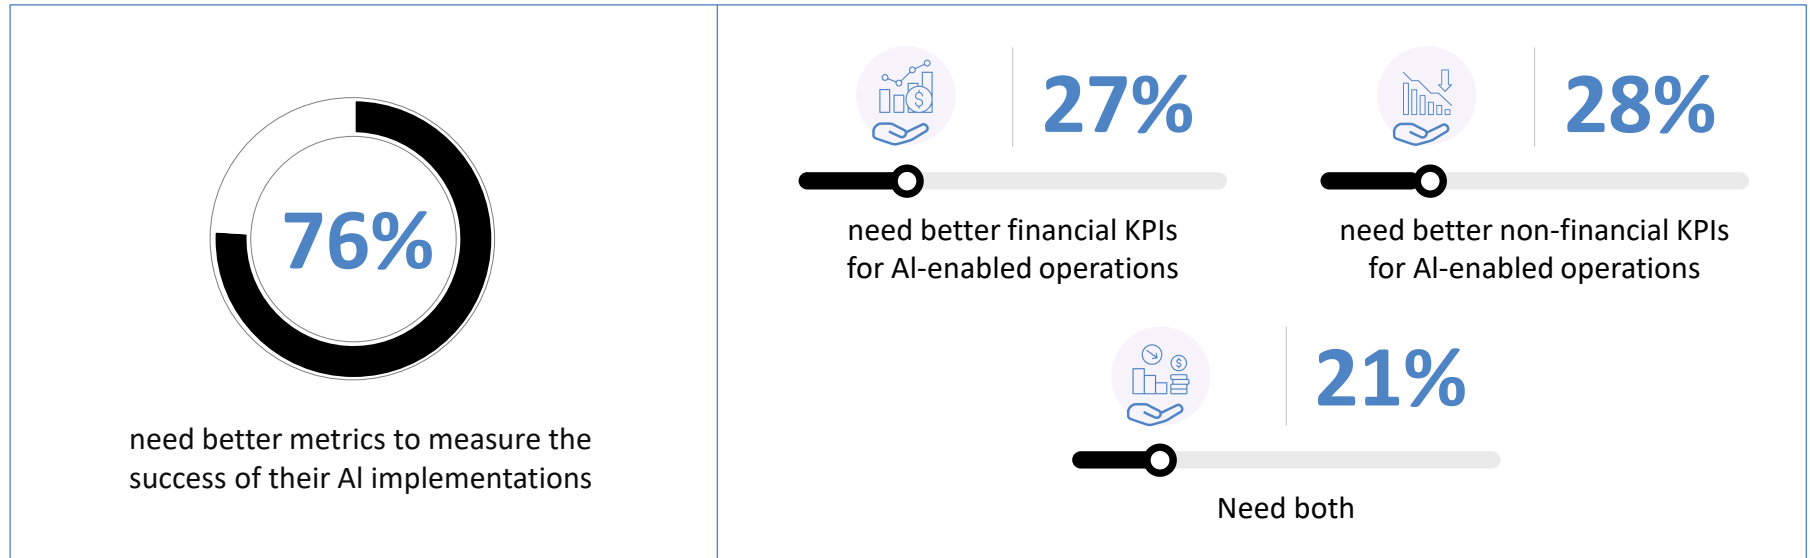 76%
need better metrics to measure the
success of their AI implementations
27%
need better financial KPIs
for AI-enabled operations
28%
need better non-financial KPIs
for AI-enabled operations
21%
Need both